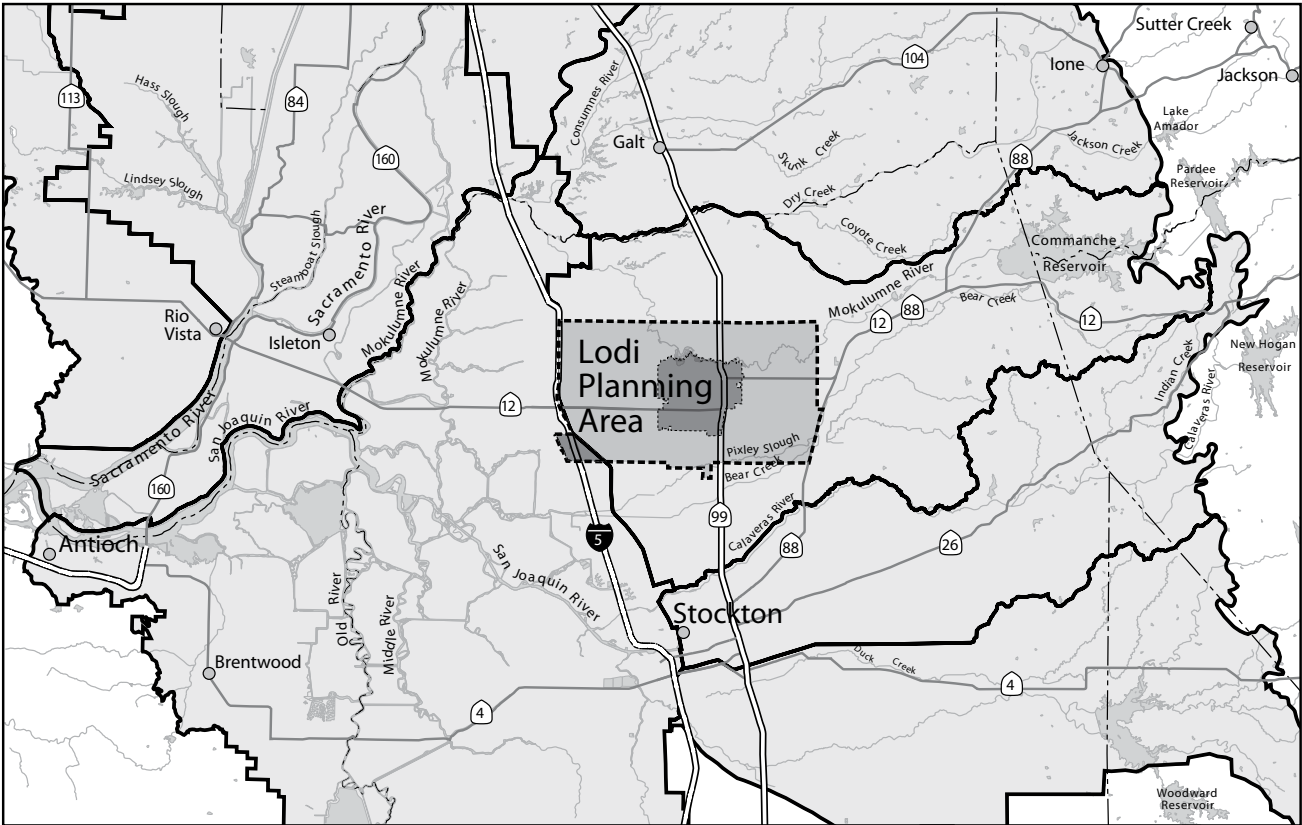 Sutter Creek
104
Ione
Jackson
113
Hass Slough
84
Consumnes River
Lake
Amador
Galt
160
Skunk Creek
Jackson Creek
88
Lindsey Slough
Pardee
Reservoir
Dry Creek
Steamboat Slough
Sacramento River
Coyote Creek
Commanche
Reservoir
Mokulumne River
Mokulumne River
Mokulumne River
Bear Creek
Rio
Vista
Isleton
12
88
12
Lodi
Planning
Area
New Hogan
Reservoir
Indian Creek
Calaveras River
12
Sacramento River
San Joaquin River
Pixley Slough
Bear Creek
160
99
Calaveras River
Antioch
5
88
26
San Joaquin River
Old River
Middle River
Stockton
Brentwood
Duck Creek
4
4
Woodward
Reservoir